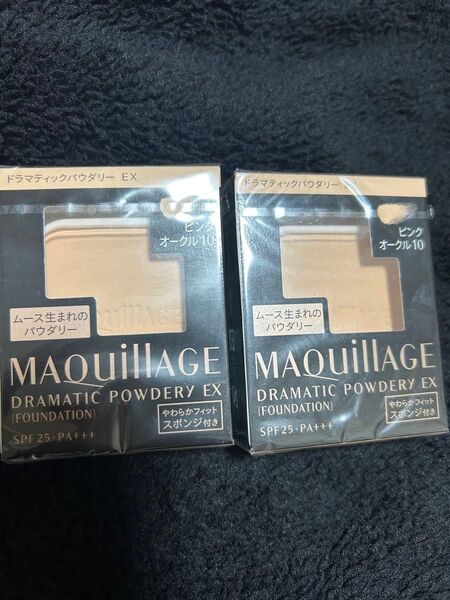 ドラマティックパウダリー EX
ピンク
オークル10
ムース生まれの
パウダリー
MAQuillAGE
DRAMATIC POWDERY EX
(FOUNDATION)
やわらかフィット
スポンジ付き
SPF25・PA+++
ドラマティックパウダリー
ピンク
オークル10
ムース生まれの
パウダリー
MAQuillAGE
DRAMATIC POWDERY EX
(FOUNDATION)
やわらかフィット
スポンジ付き
SPF25・PA+++